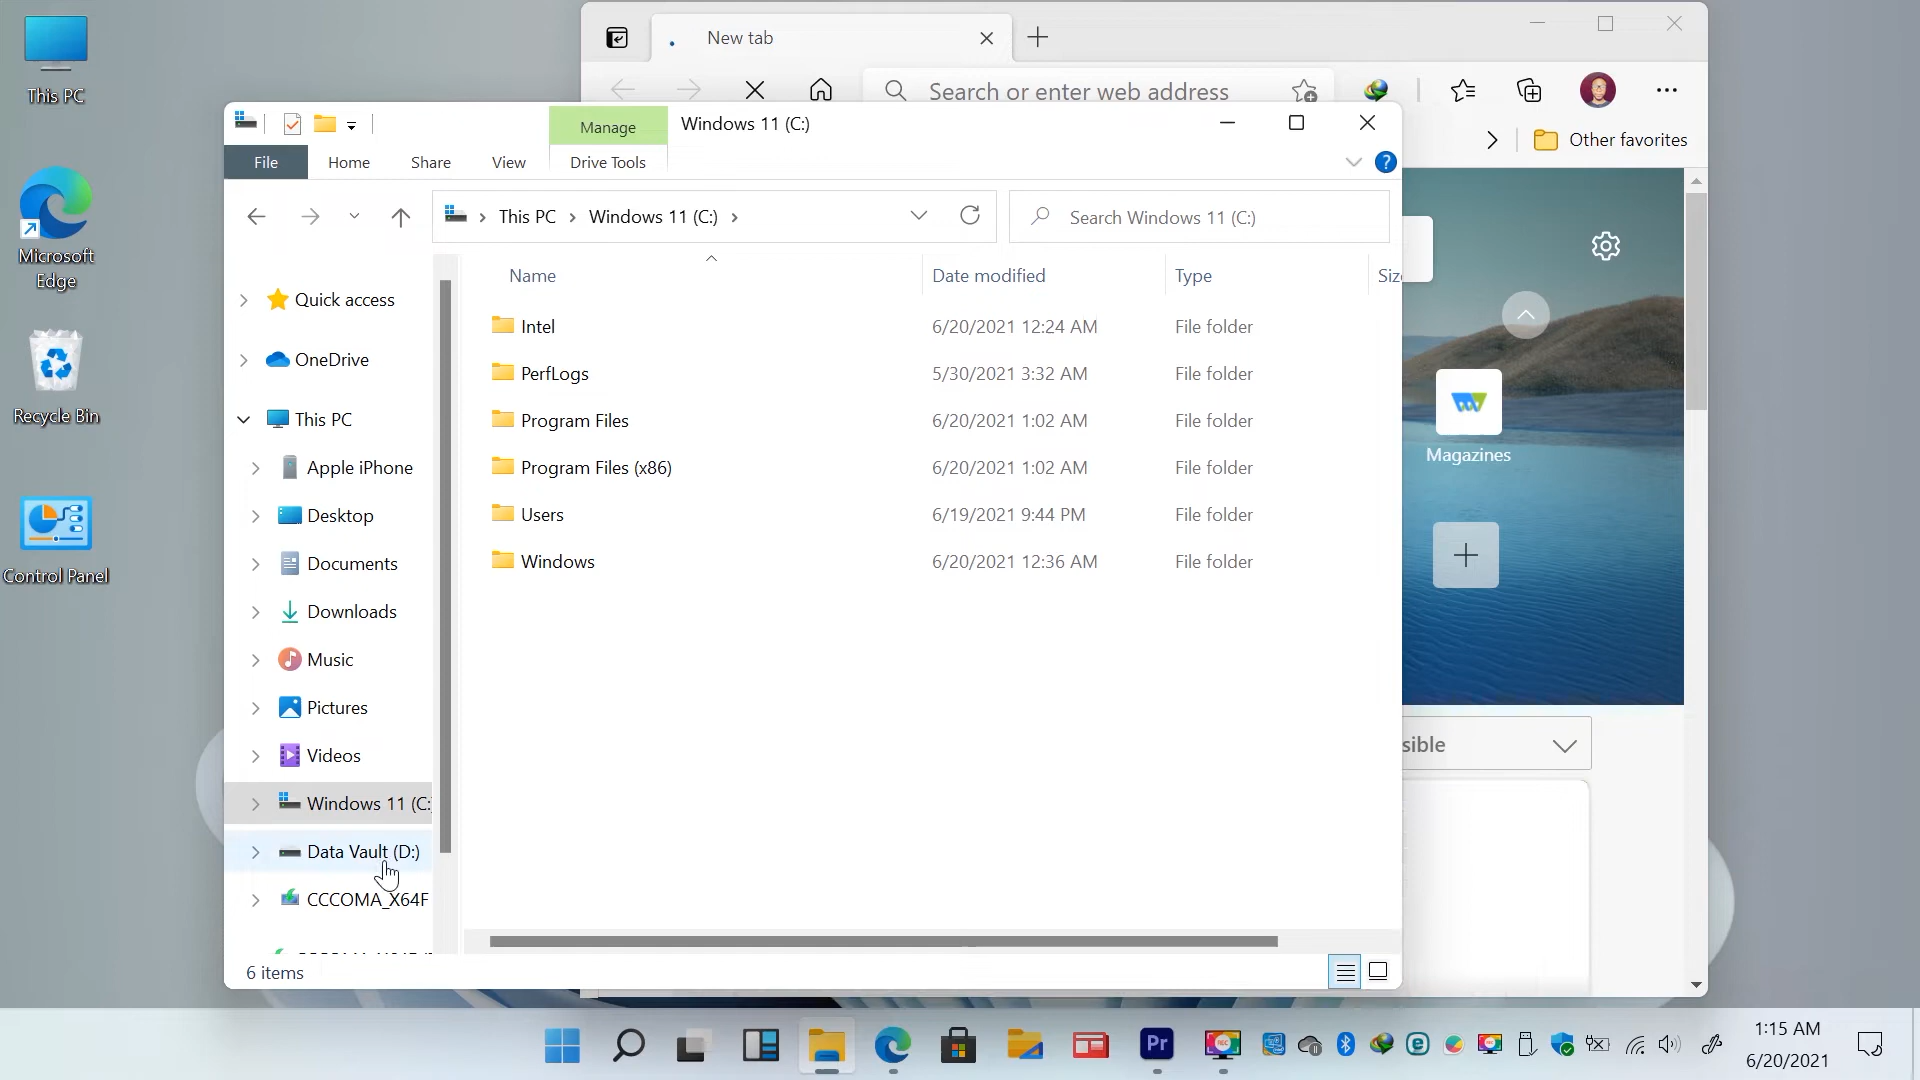 This PC
Microsoft
Edge
Recycle Bin
Control Panel
New tab
Search or enter web address
Other favorites
Manage
Windows 11 (C:)
File
Home
Share
View
Drive Tools
This PC
Windows 11 (C:)
Search Windows 11 (C:)
Name
Date modified
Type
Siz
Quick access
OneDrive
This PC
Apple iPhone
Desktop
Documents
Downloads
Music
Pictures
Videos
Windows 11 (C:
Data Vault (D:)
CCCOMA_X64F
Intel 6/20/2021 12:24 AM File folder
PerfLogs 5/30/2021 3:32 AM File folder
Program Files 6/20/2021 1:02 AM File folder
Program Files (x86) 6/20/2021 1:02 AM File folder
Users 6/19/2021 9:44 PM File folder
Windows 6/20/2021 12:36 AM File folder
6 items
Magazines
sible
Pr
REC
1:15 AM
6/20/2021